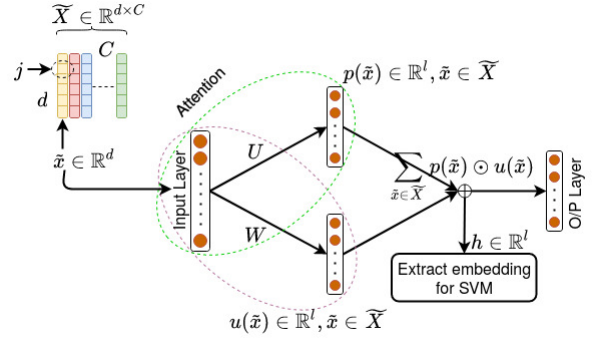 X̃ ∈ ℝ^{d×C}
C
j
d
x̃ ∈ ℝ^d
Attention
Input Layer
U
W
p(x̃) ∈ ℝ^l, x̃ ∈ X̃
∑_{x̃∈X̃} p(x̃) ⊙ u(x̃)
⊕
O/P Layer
h ∈ ℝ^l
Extract embedding
for SVM
u(x̃) ∈ ℝ^l, x̃ ∈ X̃